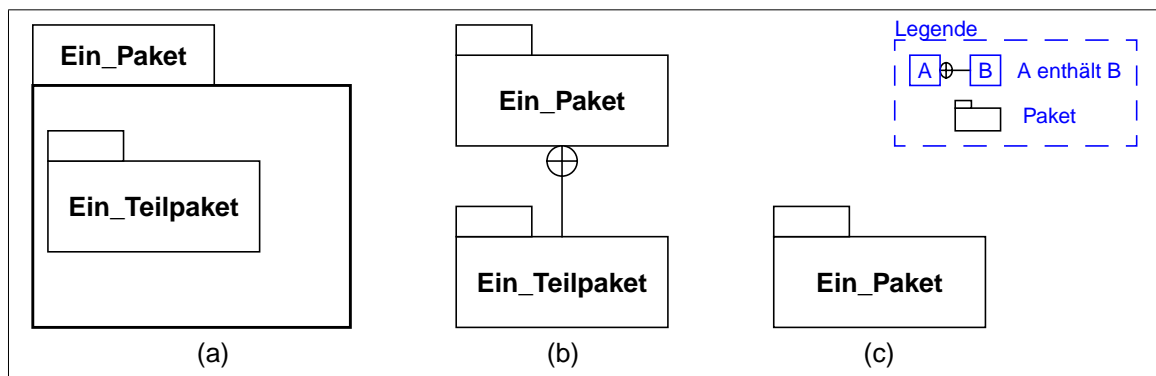 Ein_Paket
Ein_Teilpaket
(a)
Ein_Paket
Ein_Teilpaket
(b)
Ein_Paket
(c)
Legende
A B A enthält B
Paket